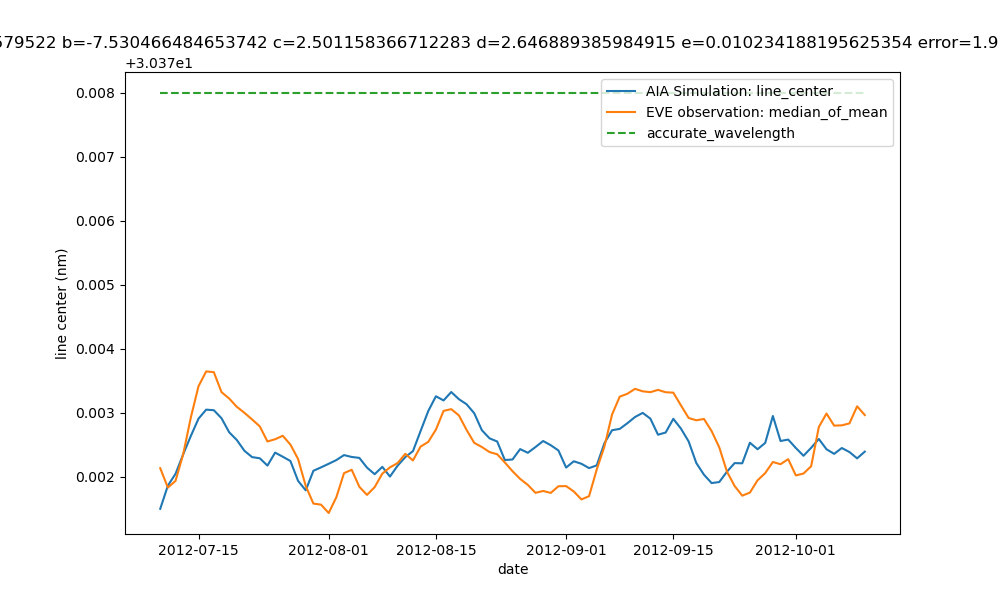 579522 b=-7.530466484653742 c=2.501158366712283 d=2.646889385984915 e=0.010234188195625354 error=1.9
+3.037e1
0.008
0.007
0.006
0.005
0.004
0.003
0.002
line center (nm)
AIA Simulation: line_center
EVE observation: median_of_mean
accurate_wavelength
2012-07-15 2012-08-01 2012-08-15 2012-09-01 2012-09-15 2012-10-01
date